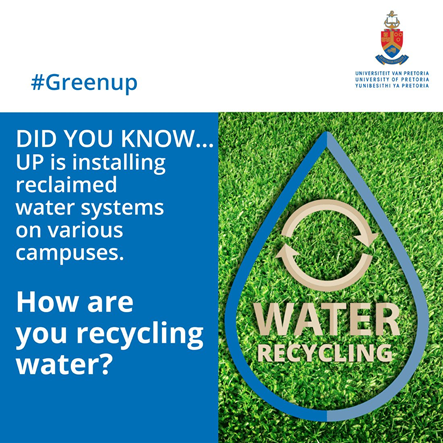 #Greenup
UNIVERSITEIT VAN PRETORIA
UNIVERSITY OF PRETORIA
YUNIBESITHI YA PRETORIA
DID YOU KNOW...
UP is installing
reclaimed
water systems
on various
campuses.
How are
you recycling
water?
WATER
RECYCLING